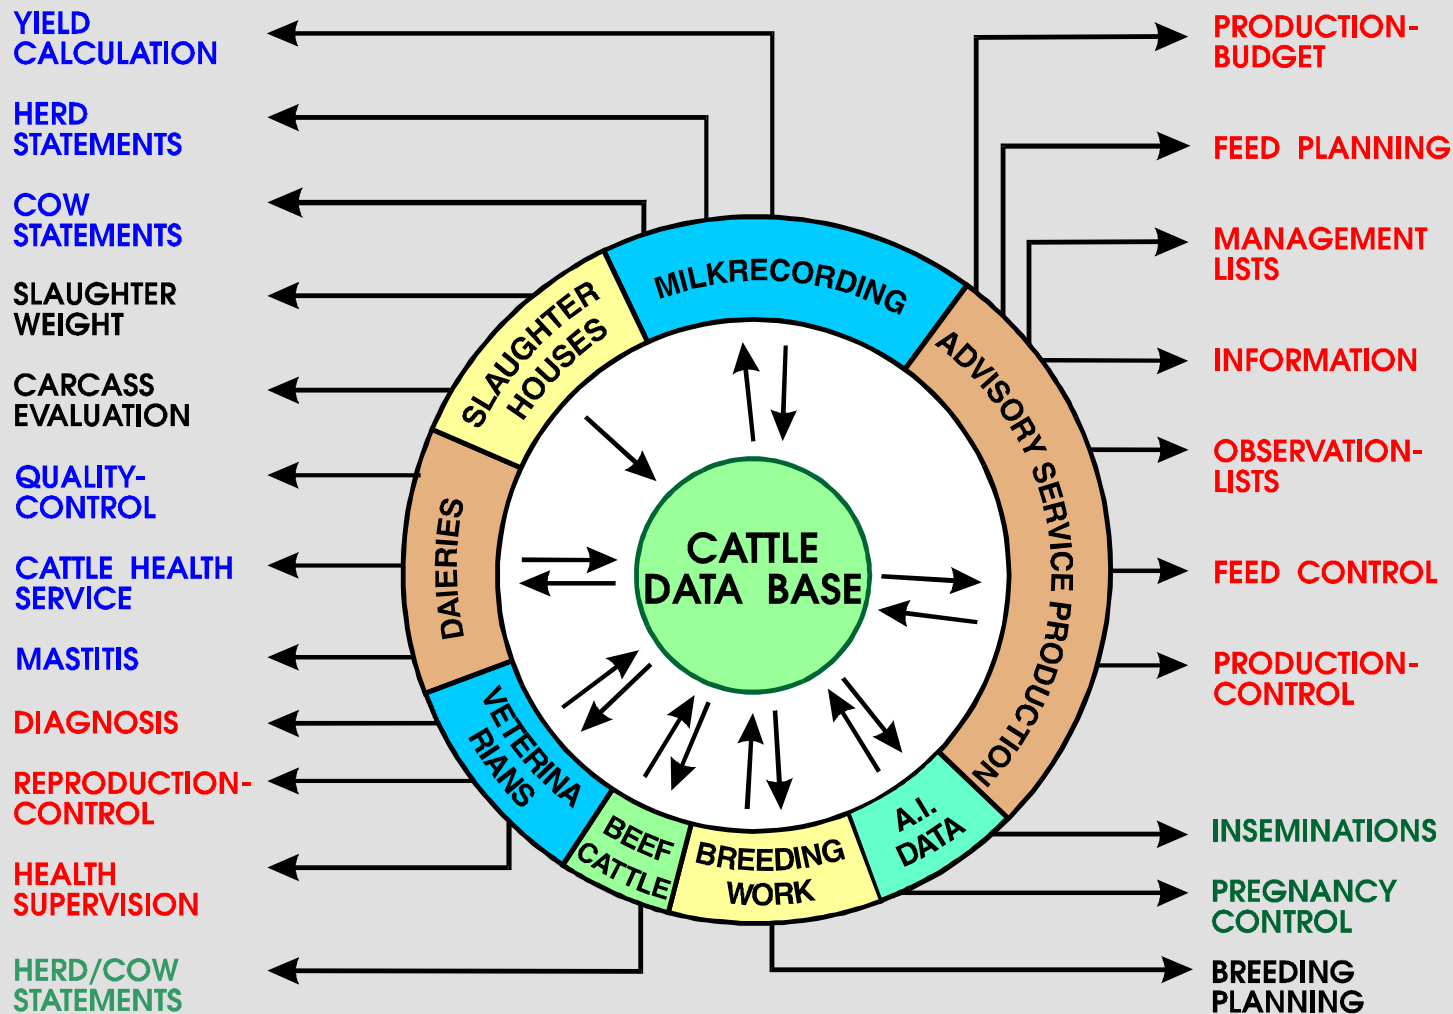 YIELD
CALCULATION
HERD
STATEMENTS
COW
STATEMENTS
SLAUGHTER
WEIGHT
CARCASS
EVALUATION
QUALITY-
CONTROL
CATTLE HEALTH
SERVICE
MASTITIS
DIAGNOSIS
REPRODUCTION-
CONTROL
HEALTH
SUPERVISION
HERD/COW
STATEMENTS
MILKRECORDING
SLAUGHTER
HOUSES
DAIERIES
VETERINA
RIANS
BEEF
CATTLE
BREEDING
WORK
A.I.
DATA
ADVISORY SERVICE PRODUCTION
CATTLE
DATA BASE
PRODUCTION-
BUDGET
FEED PLANNING
MANAGEMENT
LISTS
INFORMATION
OBSERVATION-
LISTS
FEED CONTROL
PRODUCTION-
CONTROL
INSEMINATIONS
PREGNANCY
CONTROL
BREEDING
PLANNING